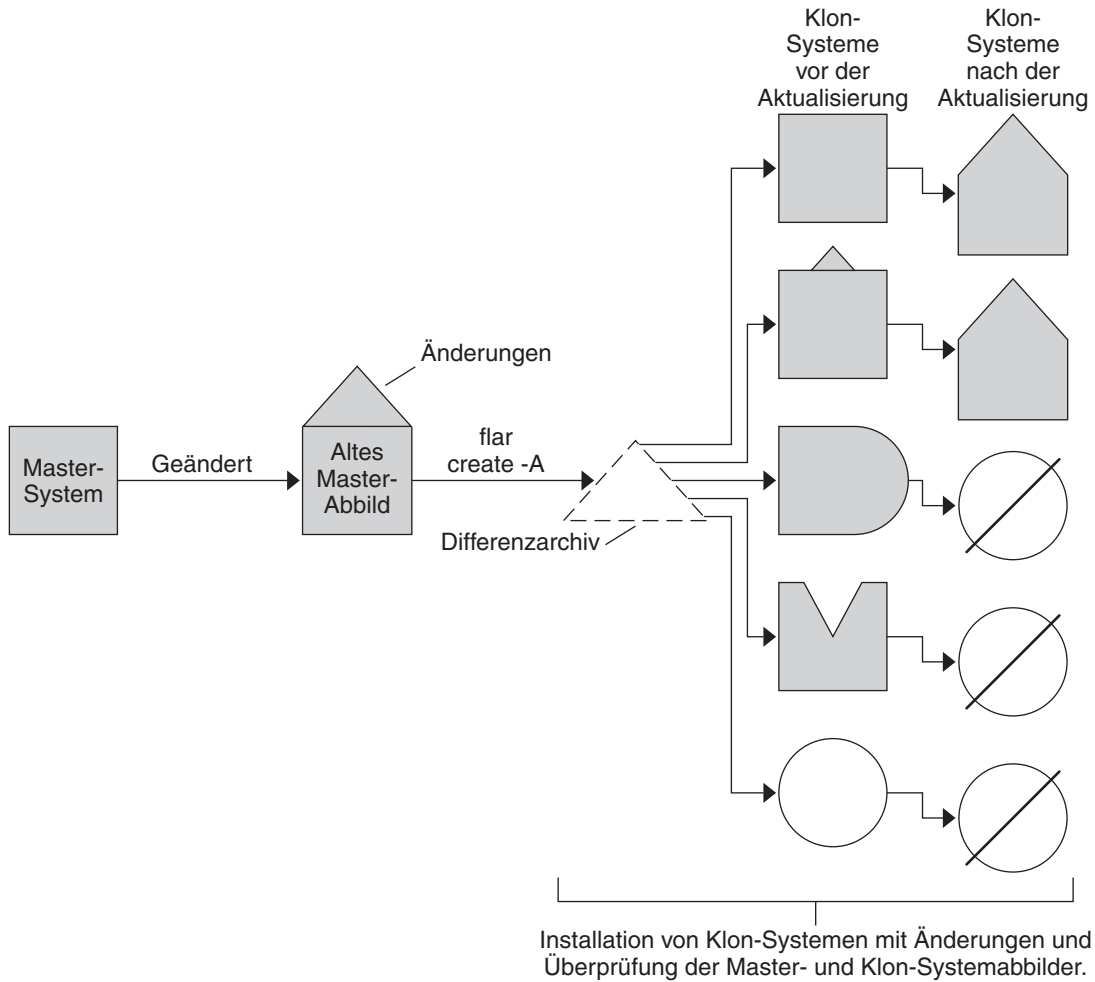 Klon-
Systeme
vor der
Aktualisierung
Klon-
Systeme
nach der
Aktualisierung
Änderungen
Master-
System
Geändert
Altes
Master-
Abbild
flar
create -A
Differenzarchiv
Installation von Klon-Systemen mit Änderungen und
Überprüfung der Master- und Klon-Systemabbilder.